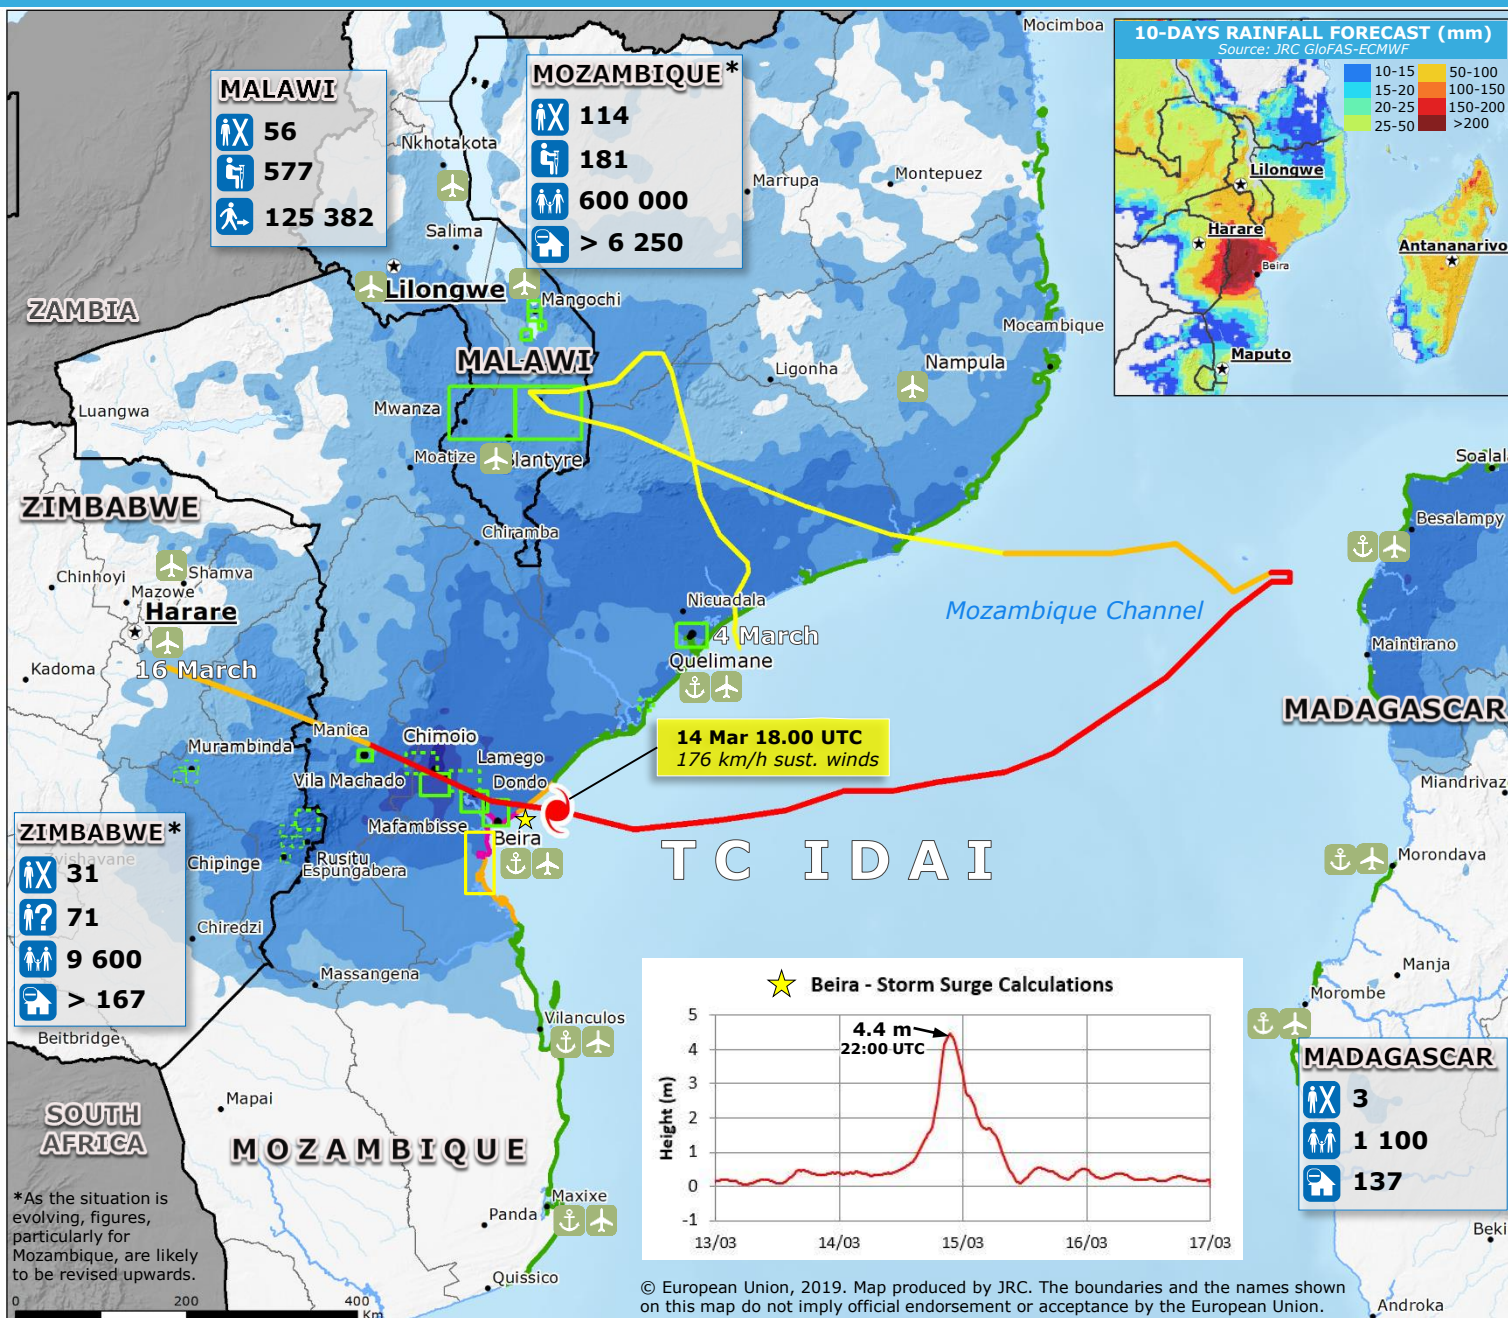 Mocimboa
10-DAYS RAINFALL FORECAST (mm)
Source: JRC GloFAS-ECMWF
10-15
50-100
15-20
100-150
20-25
150-200
25-50
>200
Lilongwe
Harare
Beira
Antananarivo
Maputo
MALAWI
56
577
125 382
MOZAMBIQUE*
114
181
600 000
> 6 250
Nkhotakota
Marrupa
Montepuez
Salima
Lilongwe
Mangochi
ZAMBIA
Mocambique
MALAWI
Ligonha
Nampula
Luangwa
Mwanza
Moatize
Blantyre
Soalal
ZIMBABWE
Chiramba
Besalampy
Chinhoyi
Shamva
Mazowe
Harare
Nicuadala
Mozambique Channel
4 March
Maintirano
Kadoma
16 March
Quelimane
MADAGASCAR
Manica
Chimoio
14 Mar 18.00 UTC
176 km/h sust. winds
Murambinda
Lamego
Vila Machado
Dondo
Miandrivaz
Mafambisse
Beira
TC IDAI
ZIMBABWE*
31
71
9 600
> 167
Zvishavane
Chipinge
Rusitu
Espungabera
Morondava
Chiredzi
Massangena
Manja
Morombe
Beitbridge
Vilanculos
Beira - Storm Surge Calculations
4.4 m
22:00 UTC
Height (m)
5
4
3
2
1
0
-1
13/03
14/03
15/03
16/03
17/03
MADAGASCAR
3
1 100
137
Mapai
SOUTH
AFRICA
MOZAMBIQUE
Maxixe
Panda
Quissico
Beki
Androka
*As the situation is
evolving, figures,
particularly for
Mozambique, are likely
to be revised upwards.
0
200
400
Km
© European Union, 2019. Map produced by JRC. The boundaries and the names shown
on this map do not imply official endorsement or acceptance by the European Union.